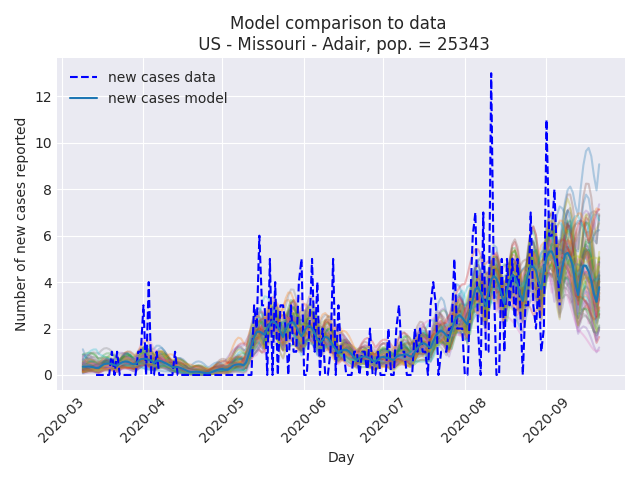 Model comparison to data
US - Missouri - Adair, pop. = 25343
new cases data
new cases model
Number of new cases reported
12
10
8
6
4
2
0
2020-03
2020-04
2020-05
2020-06
2020-07
2020-08
2020-09
Day